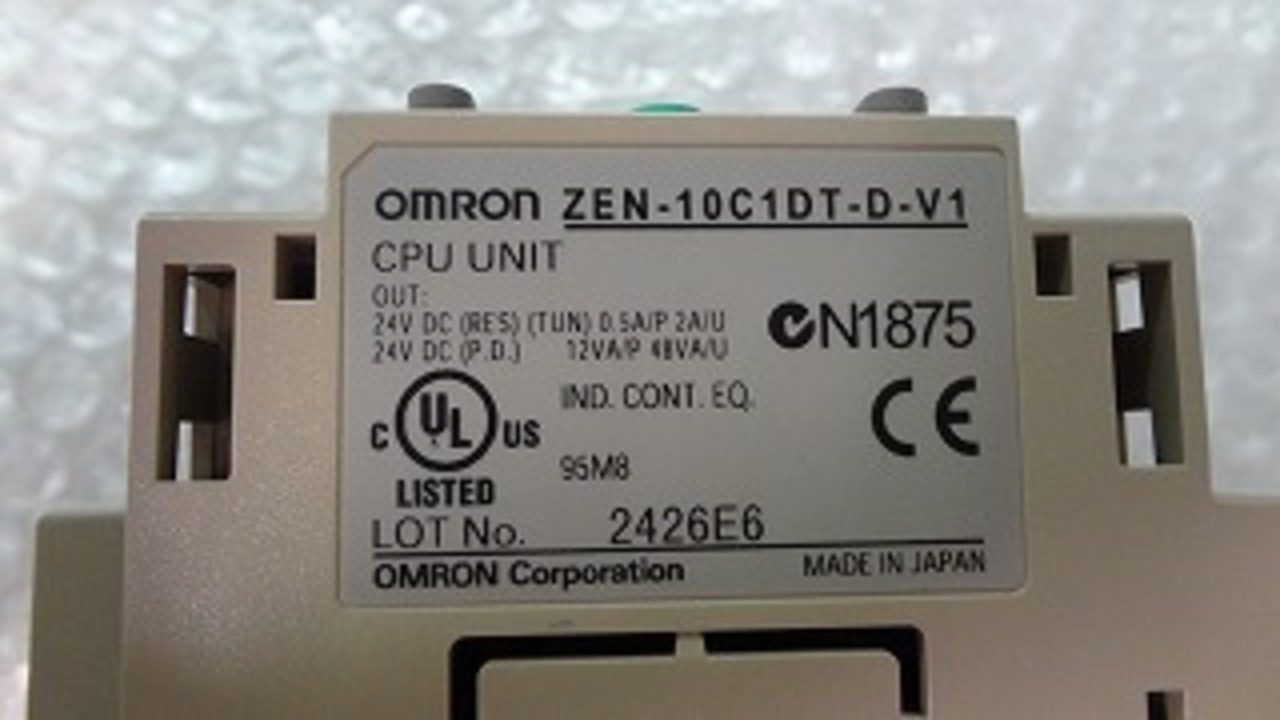 OMRON ZEN-10C1DT-D-V1
CPU UNIT
OUT:
24V DC (RES) (TUN) 0.5A/P 2A/U
24V DC (P.D.) 12VA/P 48VA/U
N1875
IND. CONT. EQ.
CE
C UL US
LISTED
95M8
LOT No. 2426E6
OMRON Corporation MADE IN JAPAN